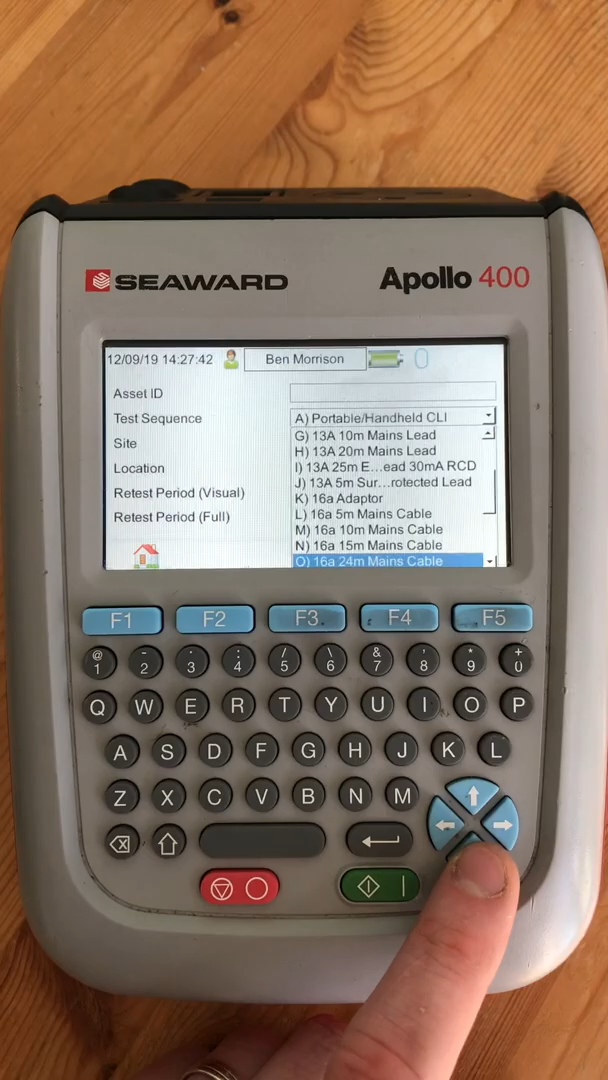 SEAWARD
Apollo 400
12/09/19 14:27:42 Ben Morrison
Asset ID
Test Sequence A) Portable/Handheld CLI
Site
Location
Retest Period (Visual)
Retest Period (Full)
G) 13A 10m Mains Lead
H) 13A 20m Mains Lead
I) 13A 25m E...ead 30mA RCD
J) 13A 5m Sur...rotected Lead
K) 16a Adaptor
L) 16a 5m Mains Cable
M) 16a 10m Mains Cable
N) 16a 15m Mains Cable
O) 16a 24m Mains Cable
F1 F2 F3 F4 F5
@ - . ; / \ & ' * +
1 2 3 4 5 6 7 8 9 0
Q W E R T Y U I O P
A S D F G H J K L
Z X C V B N M